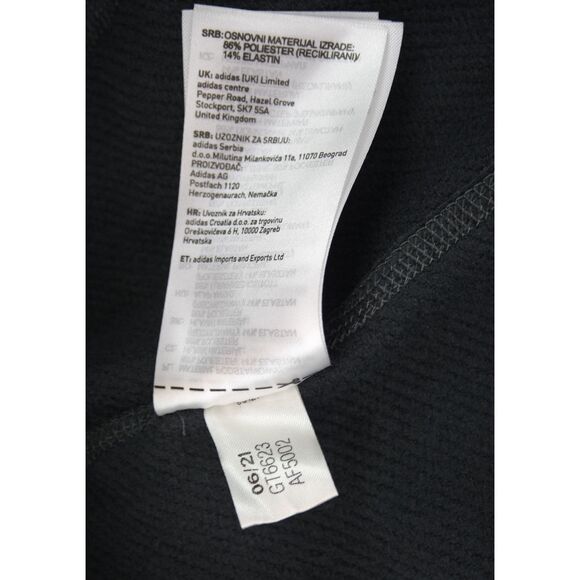 SRB: OSNOVNI MATERIJAL IZRADE:
86% POLIESTER (RECIKLIRANI)/
14% ELASTIN
UK: adidas (UK) Limited
adidas centre
Pepper Road, Hazel Grove
Stockport, SK7 5SA
United Kingdom
SRB: UZOZNIK ZA SRBIJU:
adidas Serbia
d.o.o. Milutina Milankovića 11a, 11070 Beograd
PROIZVOĐAČ:
Adidas AG
Postfach 1120
Herzogenaurach, Nemačka
HR: Uvoznik za Hrvatsku:
adidas Croatia d.o.o. za trgovinu
Oreškovićeva 6 H, 10000 Zagreb
Hrvatska
ET: adidas Imports and Exports Ltd
06/21
GT6623
AF5002